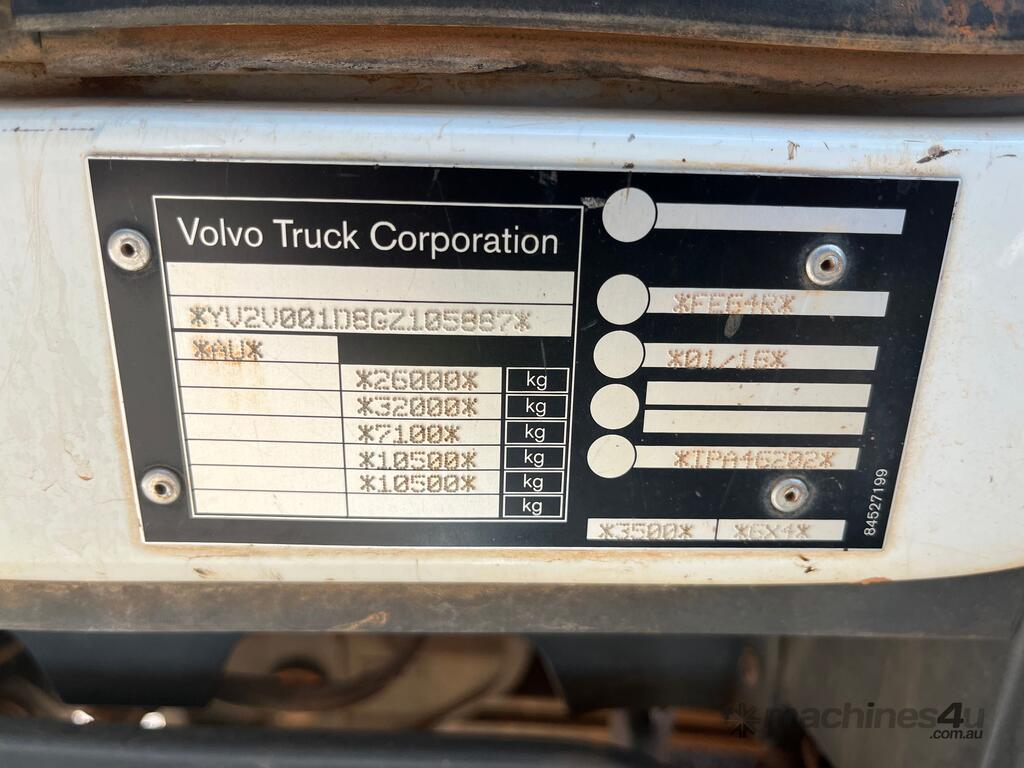 Volvo Truck Corporation
*YV2V001D8GZ105887*
*AU*
*26000* kg
*32000* kg
*7100* kg
*10500* kg
*10500* kg
kg
*FE64R*
*01/16*
*IPA46202*
*3500* *6X4*
84527199
machines4u
.com.au